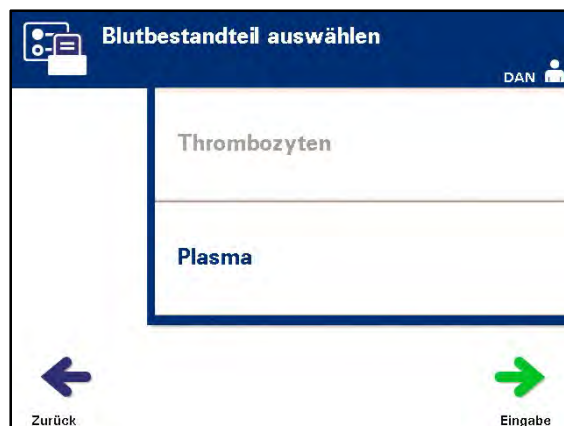 Blutbestandteil auswählen
DAN
Thrombozyten
Plasma
Zurück
Eingabe